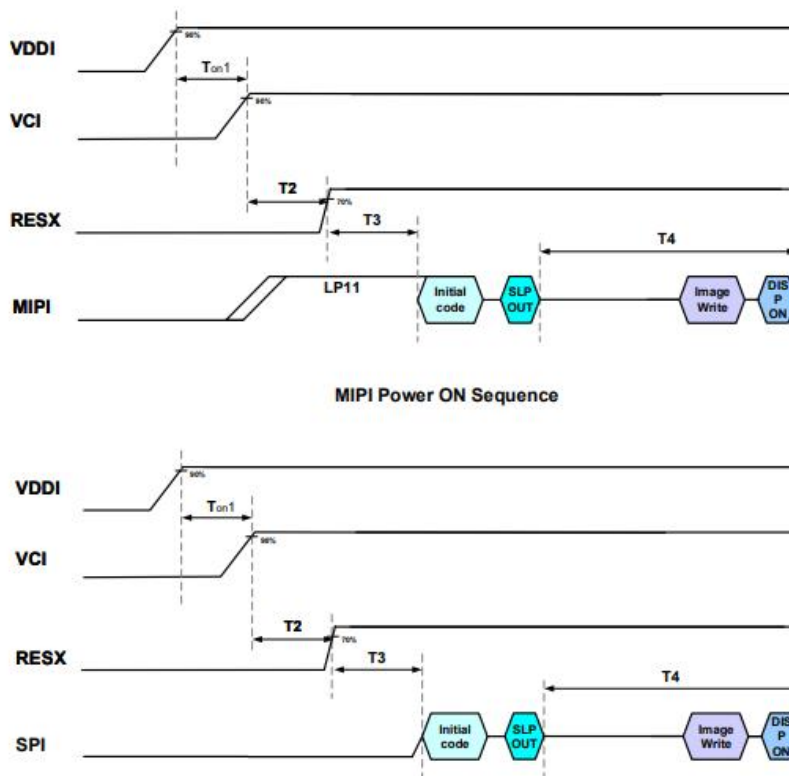 VDDI
90%
Ton1
VCI
90%
T2
RESX
70%
T3
T4
MIPI
LP11
Initial
code
SLP
OUT
Image
Write
DIS
P
ON
MIPI Power ON Sequence
VDDI
90%
Ton1
VCI
90%
T2
RESX
70%
T3
T4
SPI
Initial
code
SLP
OUT
Image
Write
DIS
P
ON